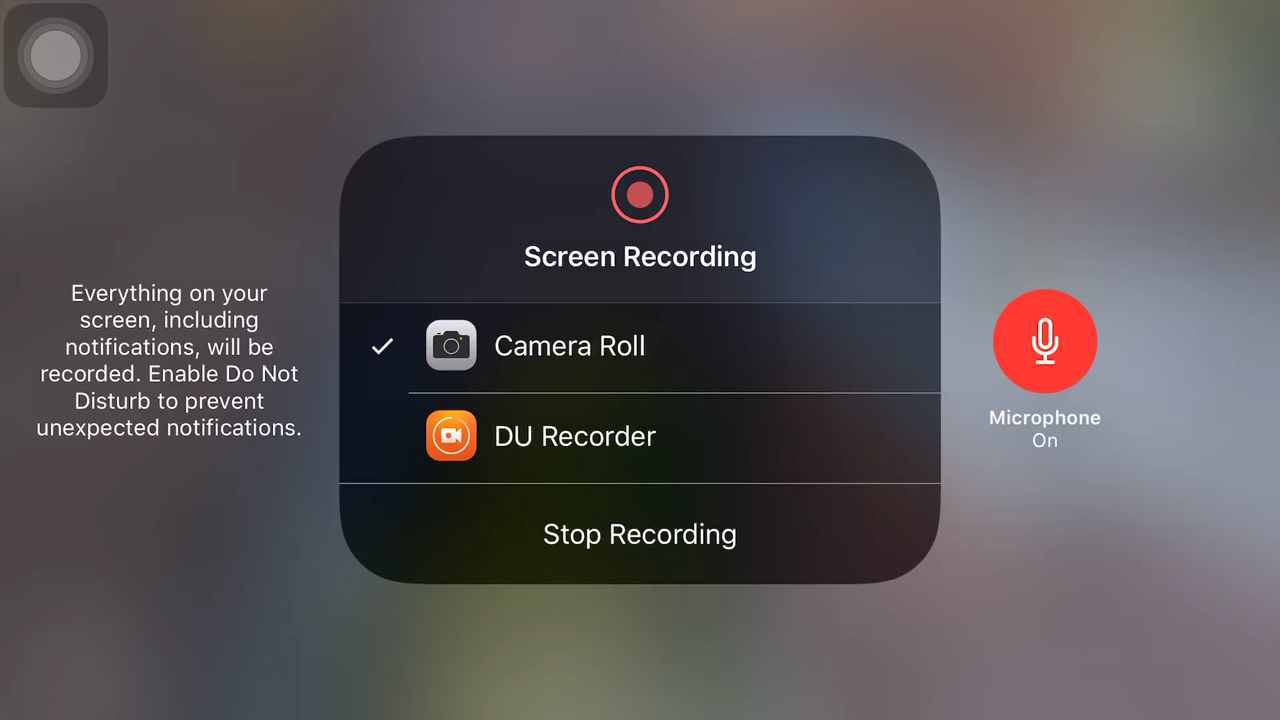 Screen Recording
Everything on your
screen, including
notifications, will be
recorded. Enable Do Not
Disturb to prevent
unexpected notifications.
Camera Roll
DU Recorder
Stop Recording
Microphone
On